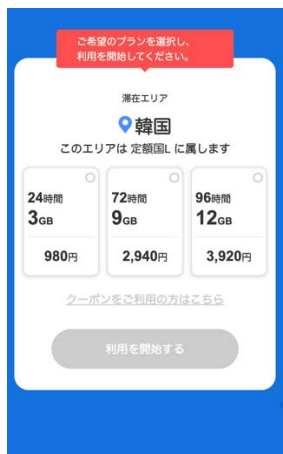 ご希望のプランを選択し、
利用を開始してください。
滞在エリア
韓国
このエリアは 定額国L に属します
24時間
3GB
980円
72時間
9GB
2,940円
96時間
12GB
3,920円
クーポンをご利用の方はこちら
利用を開始する